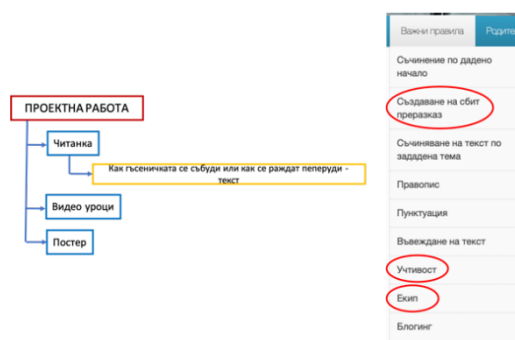 ПРОЕКТНА РАБОТА
Читанка
Как гъсеничката се събуди или как се раждат пеперуди -
текст
Видео уроци
Постер
Важни правила
Родите
Съчинение по дадено
начало
Създаване на сбит
преразказ
Съчиняване на текст по
зададена тема
Правопис
Пунктуация
Въвеждане на текст
Учтивост
Екип
Блогинг